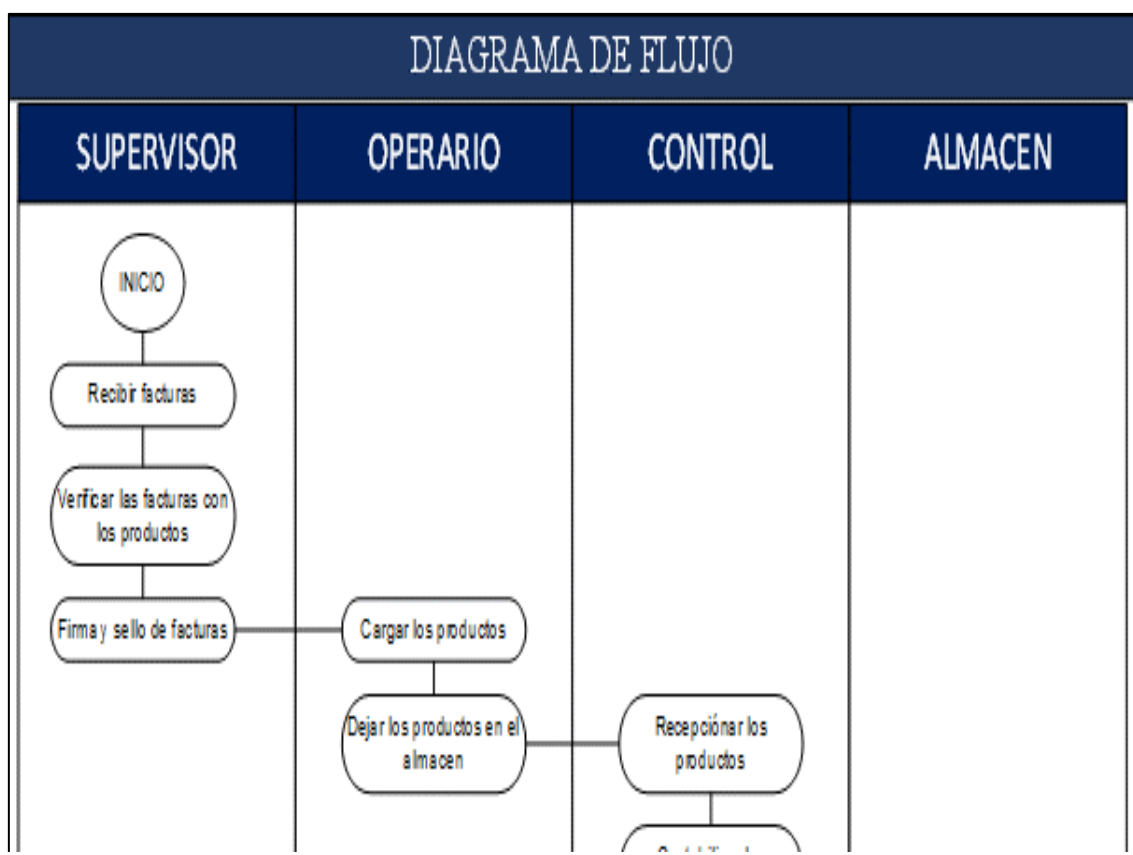 DIAGRAMA DE FLUJO
SUPERVISOR
OPERARIO
CONTROL
ALMACEN
INICIO
Recibir facturas
Verificar las facturas con
los productos
Firma y sello de facturas
Cargar los productos
Dejar los productos en el
almacen
Recepciónar los
productos